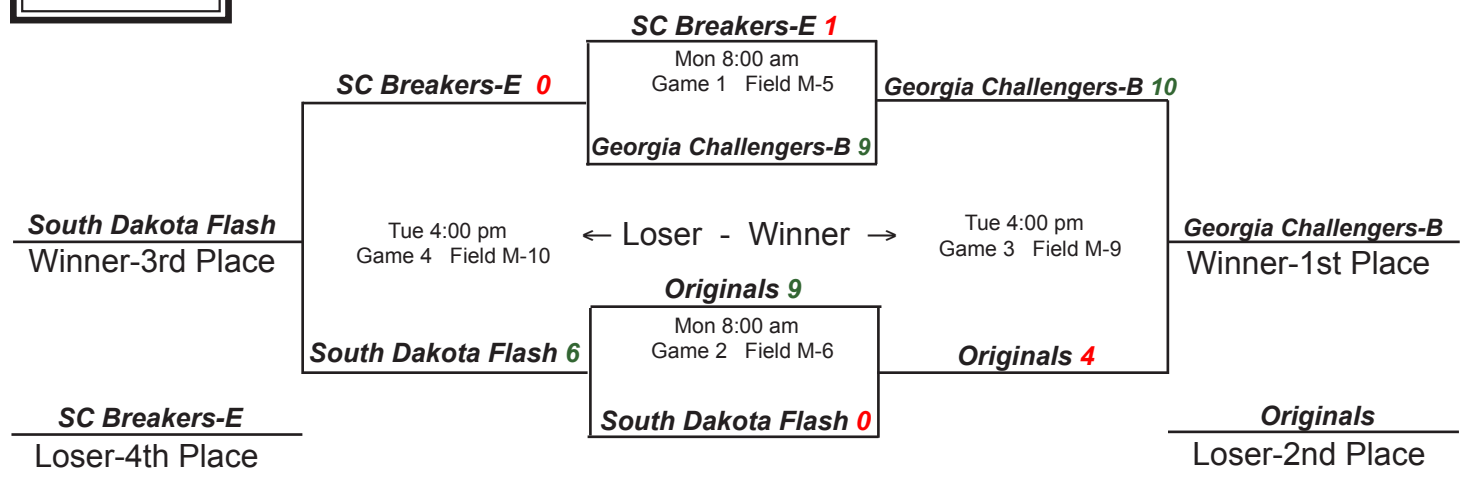 SC Breakers-E 1
Mon 8:00 am
Game 1 Field M-5
SC Breakers-E 0
Georgia Challengers-B 10
Georgia Challengers-B 9
South Dakota Flash
Winner-3rd Place
Tue 4:00 pm
Game 4 Field M-10
← Loser - Winner →
Tue 4:00 pm
Game 3 Field M-9
Georgia Challengers-B
Winner-1st Place
Originals 9
Mon 8:00 am
Game 2 Field M-6
South Dakota Flash 6
Originals 4
South Dakota Flash 0
SC Breakers-E
Loser-4th Place
Originals
Loser-2nd Place